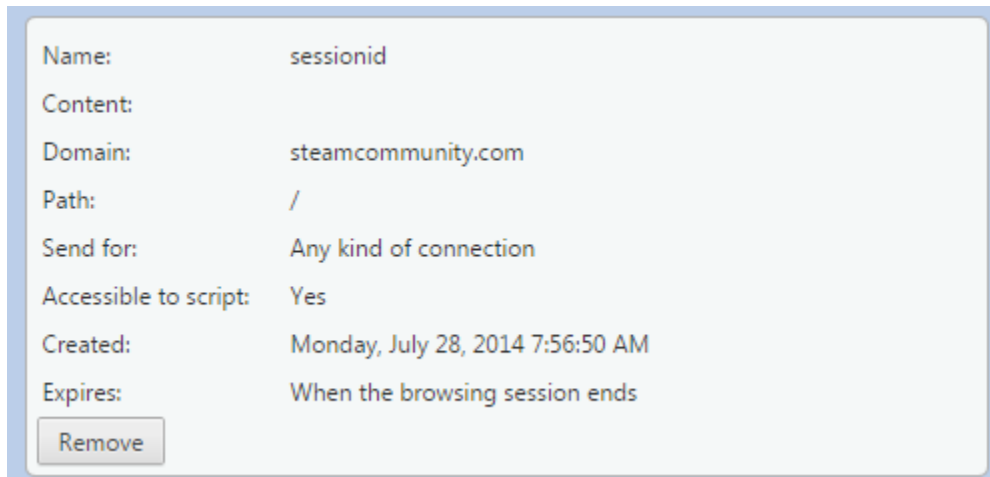 Name: sessionid
Content:
Domain: steamcommunity.com
Path: /
Send for: Any kind of connection
Accessible to script: Yes
Created: Monday, July 28, 2014 7:56:50 AM
Expires: When the browsing session ends
Remove